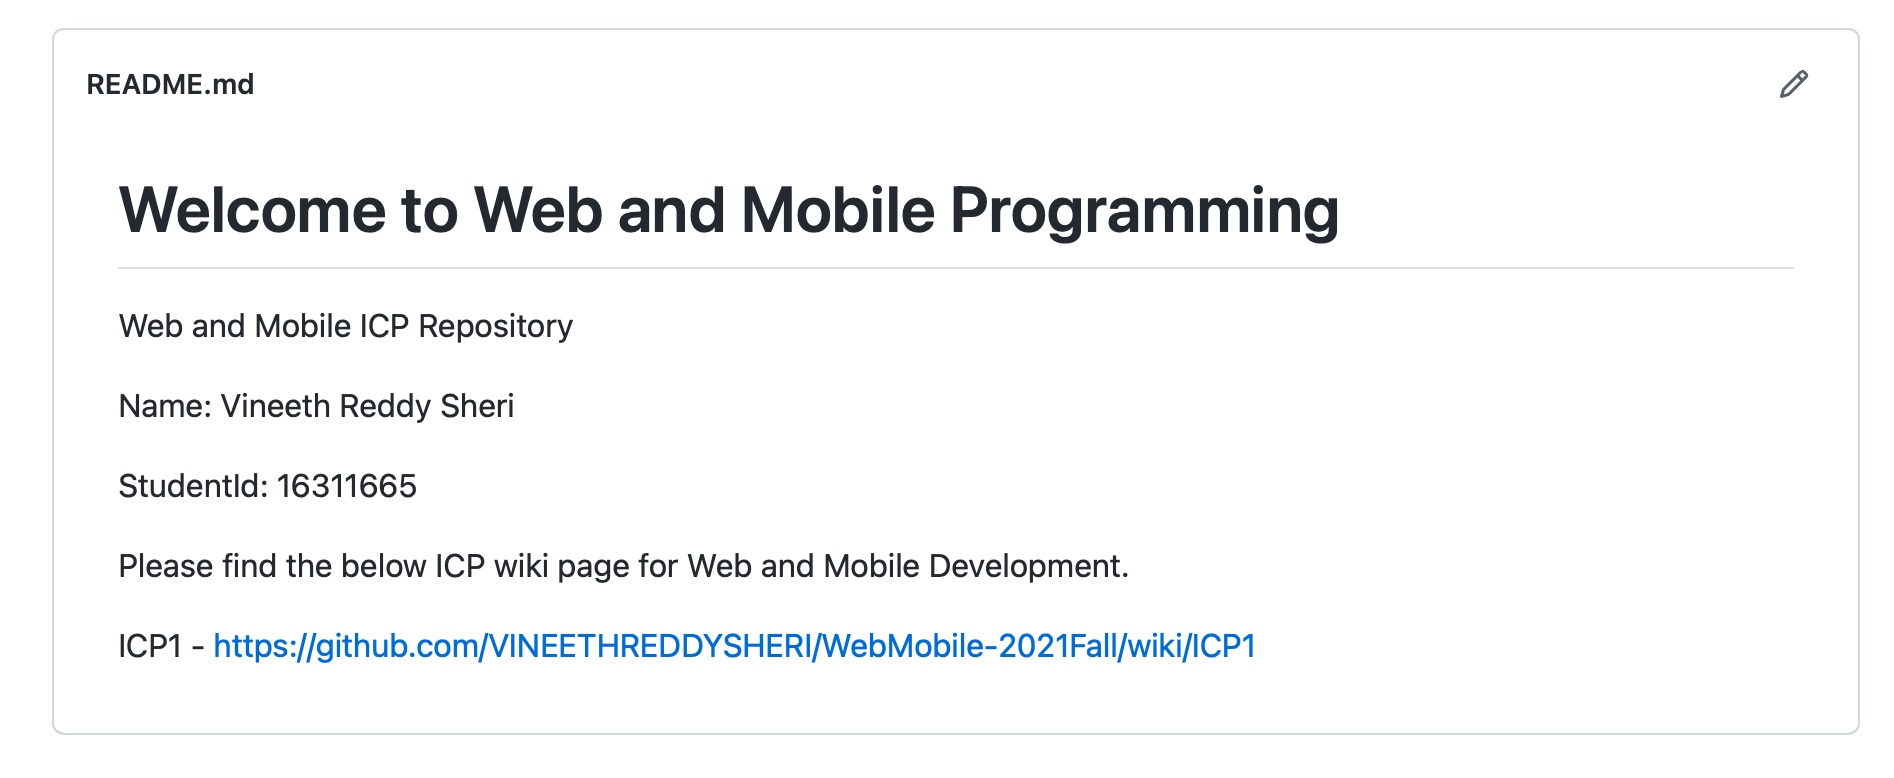 README.md
Welcome to Web and Mobile Programming
Web and Mobile ICP Repository
Name: Vineeth Reddy Sheri
StudentId: 16311665
Please find the below ICP wiki page for Web and Mobile Development.
ICP1 - https://github.com/VINEETHREDDYSHERI/WebMobile-2021Fall/wiki/ICP1